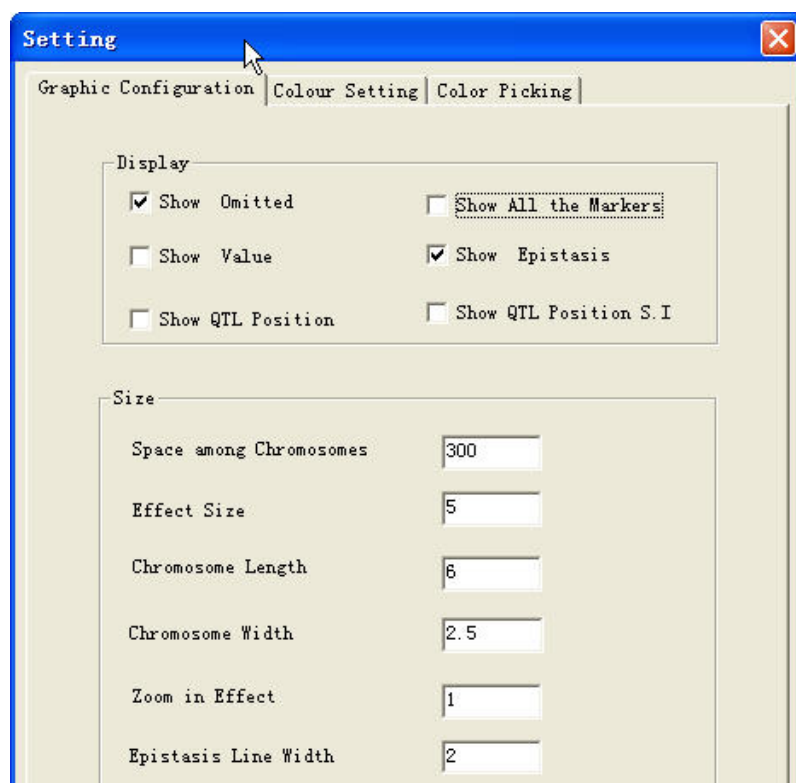 Setting
Graphic Configuration Colour Setting Color Picking
Display
Show Omitted Show All the Markers
Show Value Show Epistasis
Show QTL Position Show QTL Position S.I
Size
Space among Chromosomes 300
Effect Size 5
Chromosome Length 6
Chromosome Width 2.5
Zoom in Effect 1
Epistasis Line Width 2